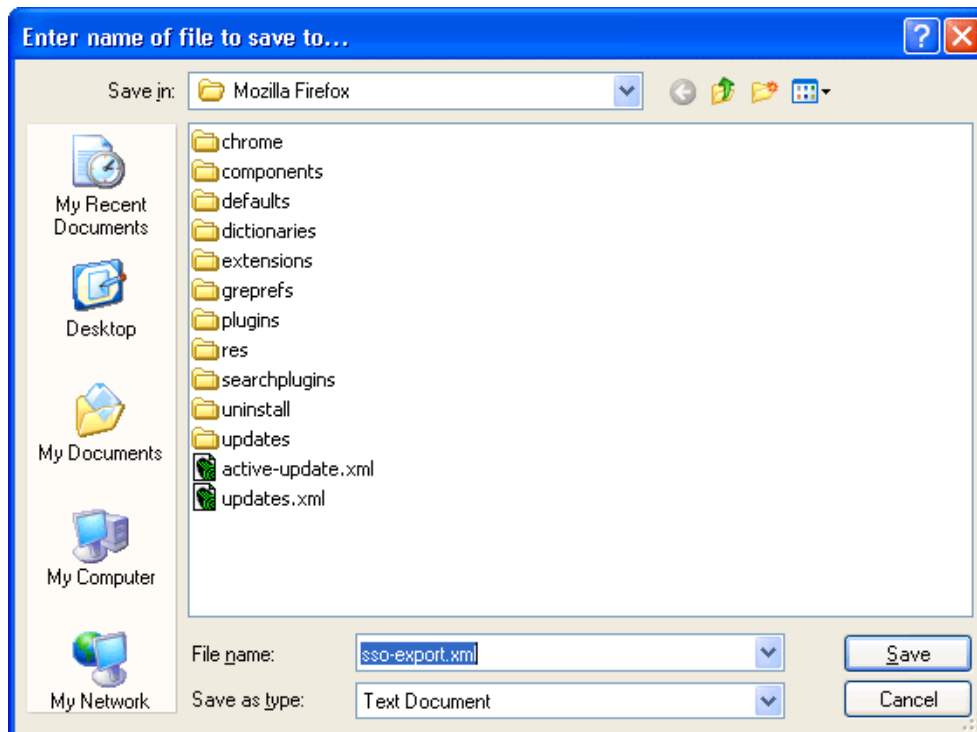 Enter name of file to save to...
Save in:
Mozilla Firefox
My Recent
Documents
Desktop
My Documents
My Computer
My Network
chrome
components
defaults
dictionaries
extensions
greprefs
plugins
res
searchplugins
uninstall
updates
active-update.xml
updates.xml
File name:
sso-export.xml
Save
Save as type:
Text Document
Cancel